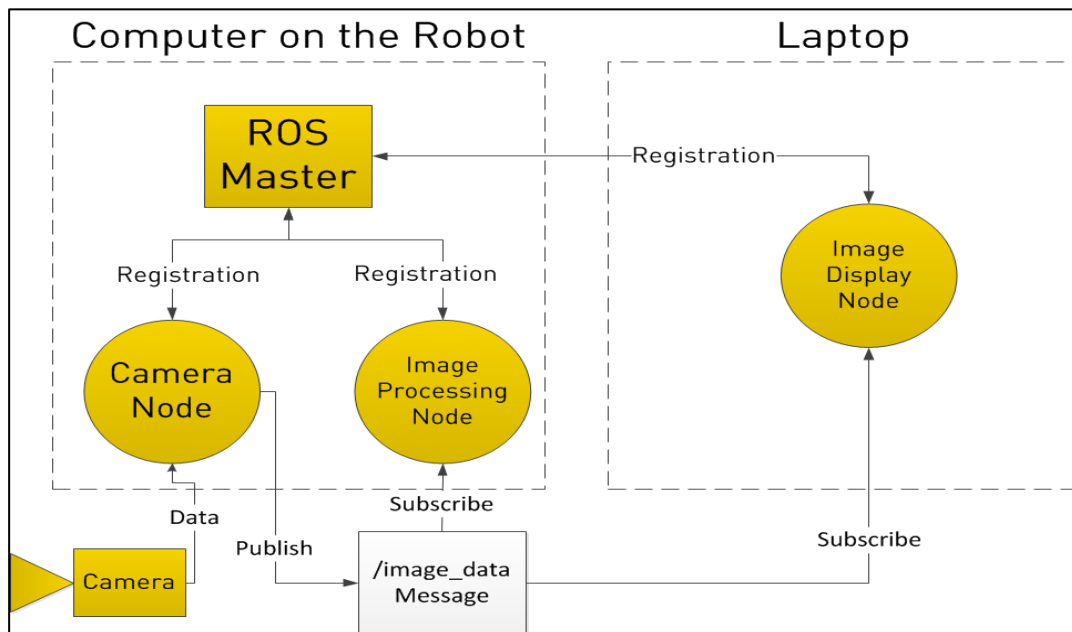 Computer on the Robot
Laptop
ROS
Master
Registration
Registration
Registration
Image
Display
Node
Camera
Node
Image
Processing
Node
Data
Publish
Subscribe
Subscribe
Camera
/image_data
Message